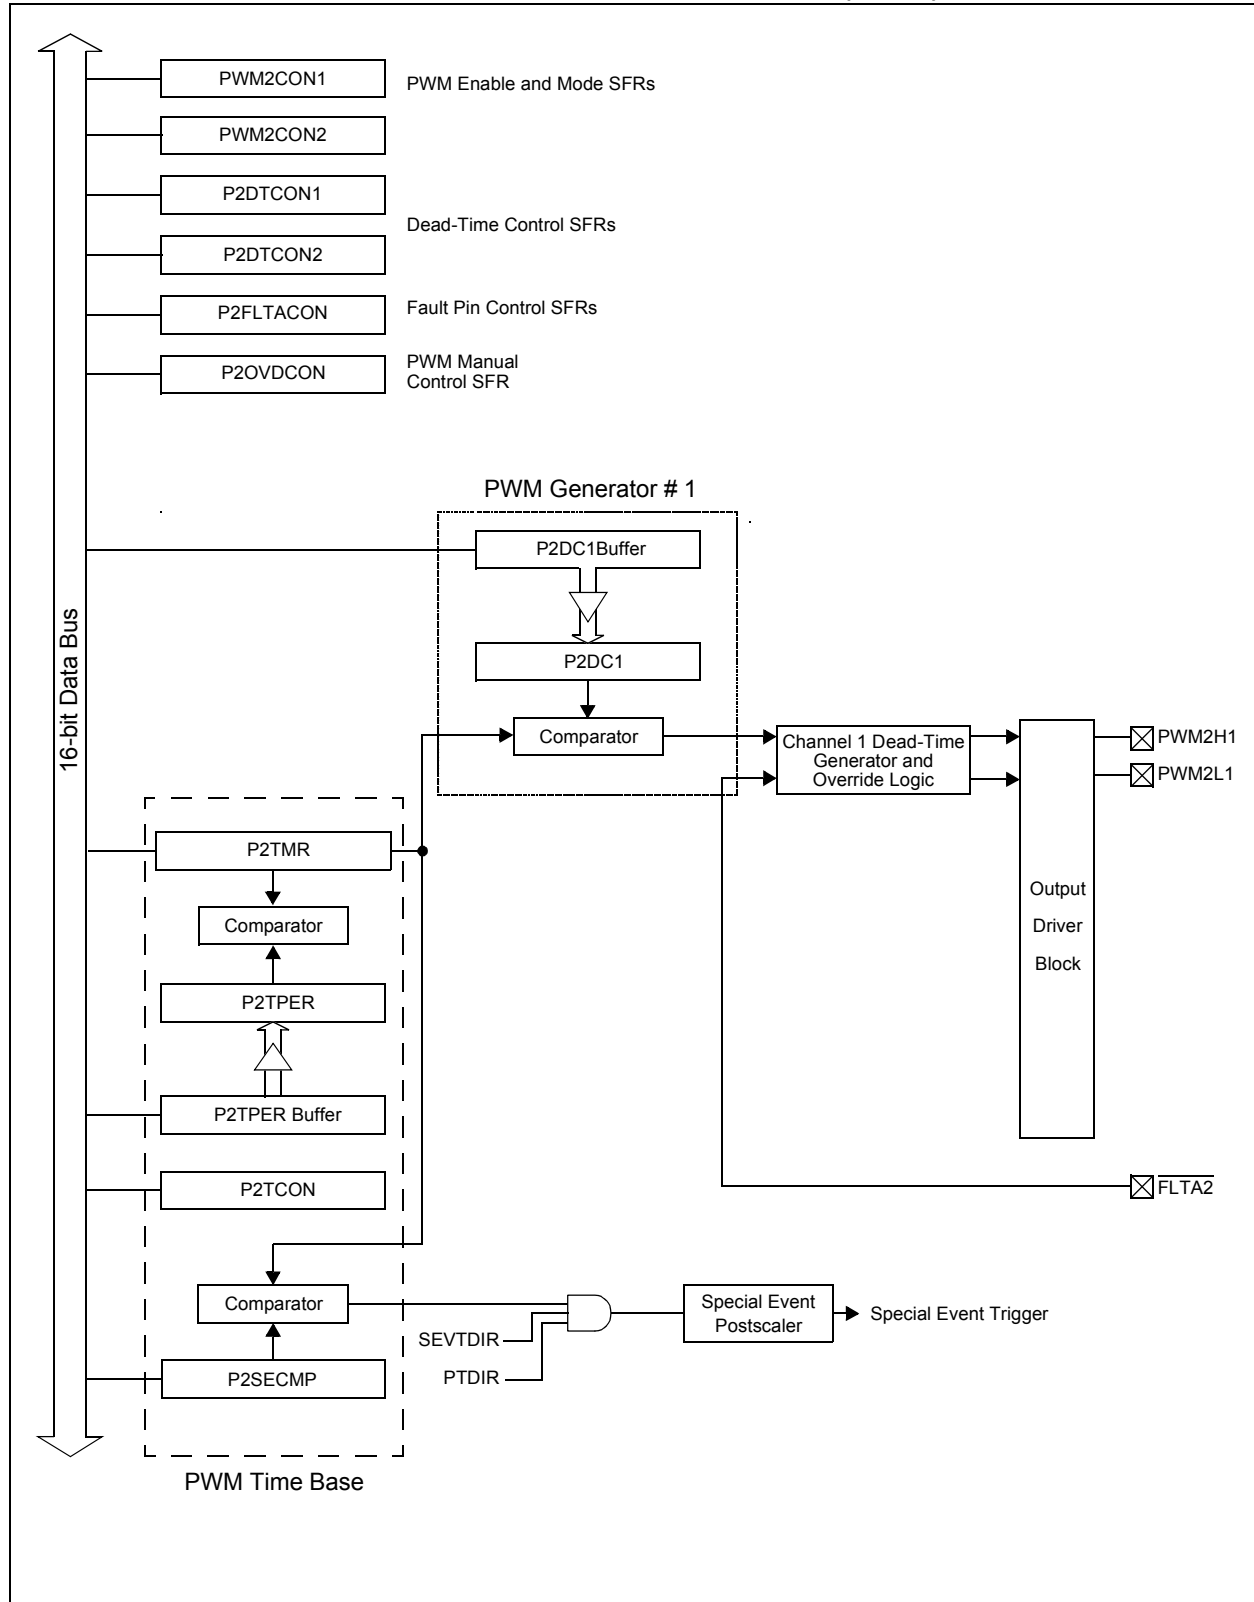 PWM2CON1
PWM Enable and Mode SFRs
PWM2CON2
P2DTCON1
Dead-Time Control SFRs
P2DTCON2
P2FLTACON
Fault Pin Control SFRs
P2OVDCON
PWM Manual
Control SFR
PWM Generator # 1
P2DC1Buffer
16-bit Data Bus
P2DC1
Comparator
Channel 1 Dead-Time
Generator and
Override Logic
PWM2H1
PWM2L1
P2TMR
Comparator
Output
Driver
Block
P2TPER
P2TPER Buffer
P2TCON
FLTA2
Comparator
SEVTDIR
PTDIR
Special Event
Postscaler
Special Event Trigger
P2SECMP
PWM Time Base